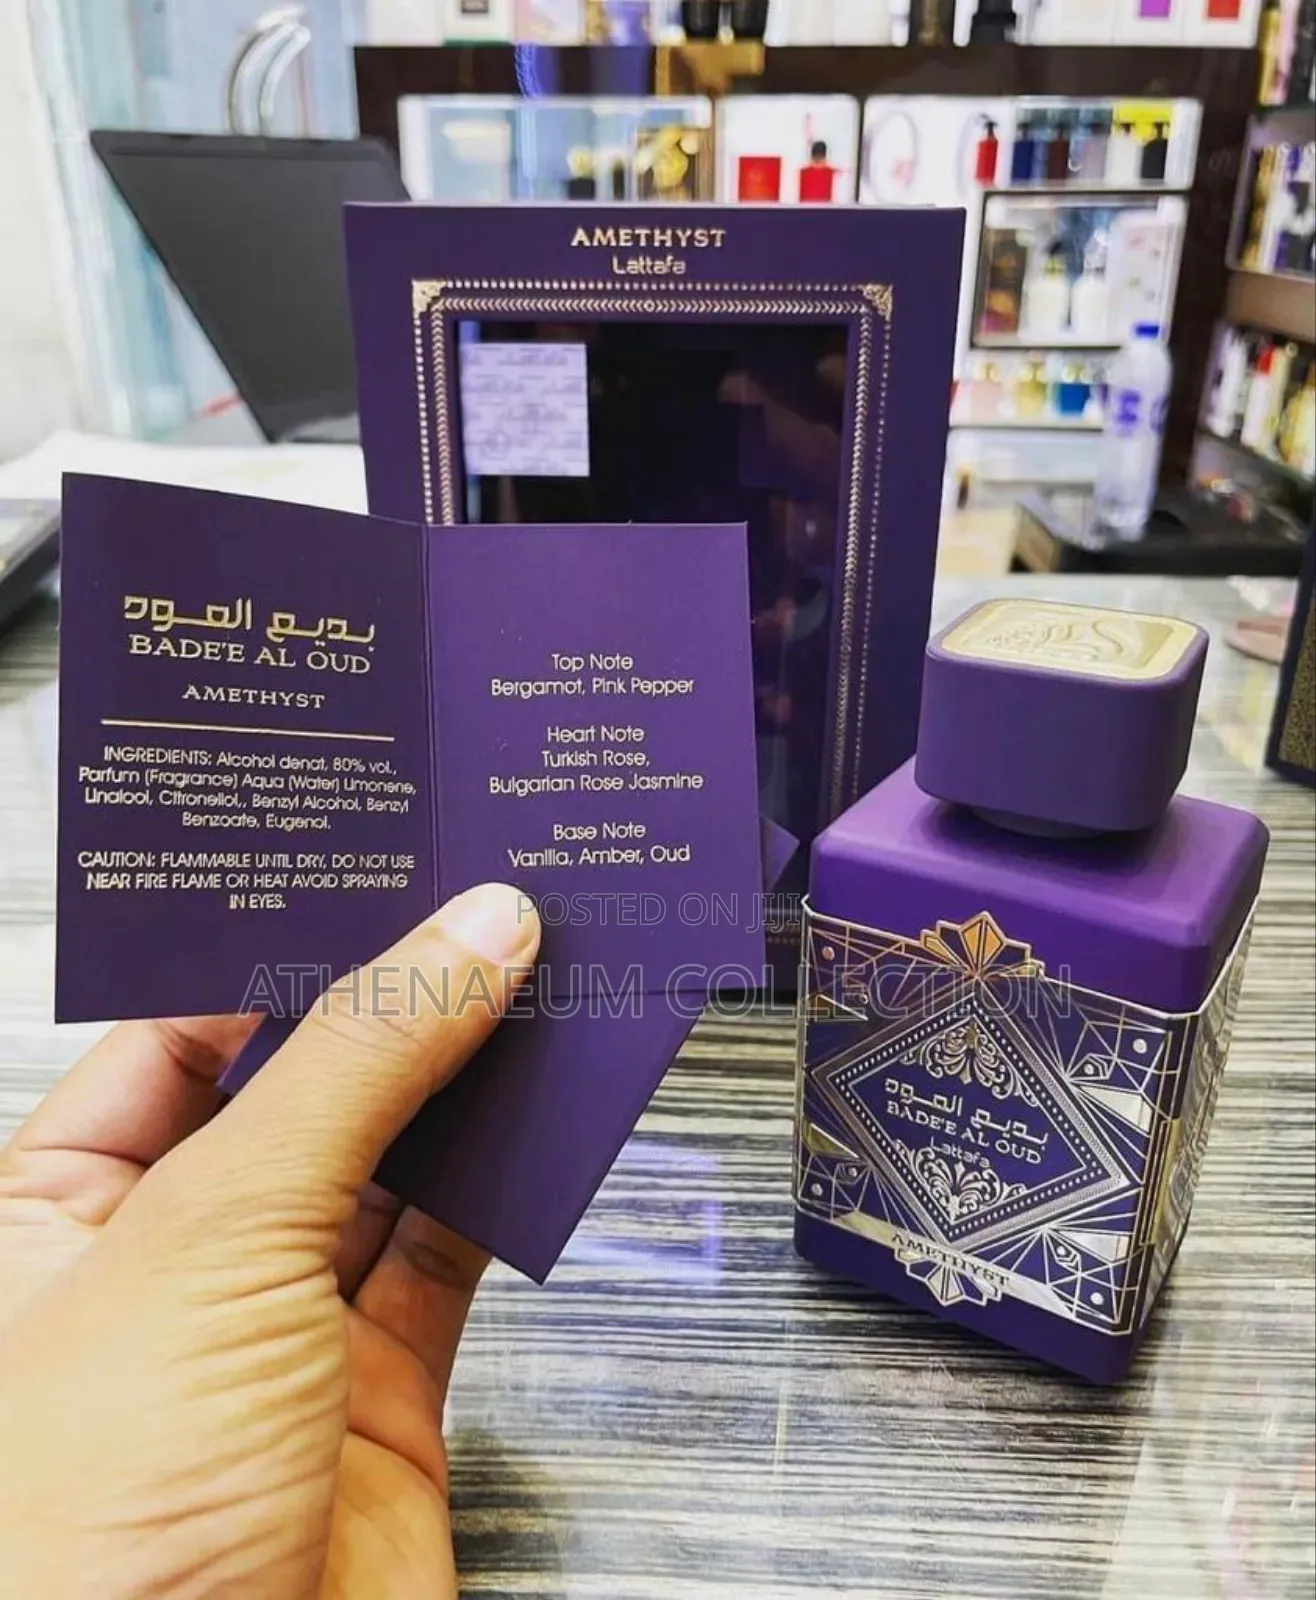 AMETHYST
Lattafa
بديع العود
BADE'E AL OUD
AMETHYST
INGREDIENTS: Alcohol denat, 80% vol.,
Parfum (Fragrance) Aqua (Water) Limonene,
Linalool, Citronellol,, Benzyl Alcohol, Benzyl
Benzoate, Eugenol.
CAUTION: FLAMMABLE UNTIL DRY, DO NOT USE
NEAR FIRE FLAME OR HEAT AVOID SPRAYING
IN EYES.
Top Note
Bergamot, Pink Pepper
Heart Note
Turkish Rose,
Bulgarian Rose Jasmine
Base Note
Vanilla, Amber, Oud
POSTED ON JIJI
ATHENAEUM COLLECTION
بديع العود
BADE'E AL OUD
Lattafa
AMETHYST